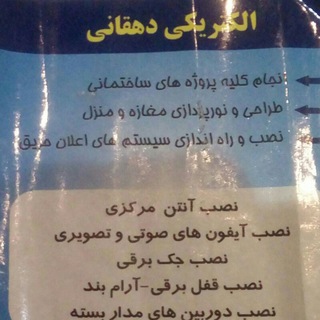 الکتریکی دهقانی
انجام کلیه پروژه های ساختمانی
طراحی و نورپردازی مغازه و منزل
نصب و راه اندازی سیستم های اعلان حریق
نصب آنتن مرکزی
نصب آیفون های صوتی و تصویری
نصب جک برقی
نصب قفل برقی-آرام بند
نصب دوربین های مدار بسته